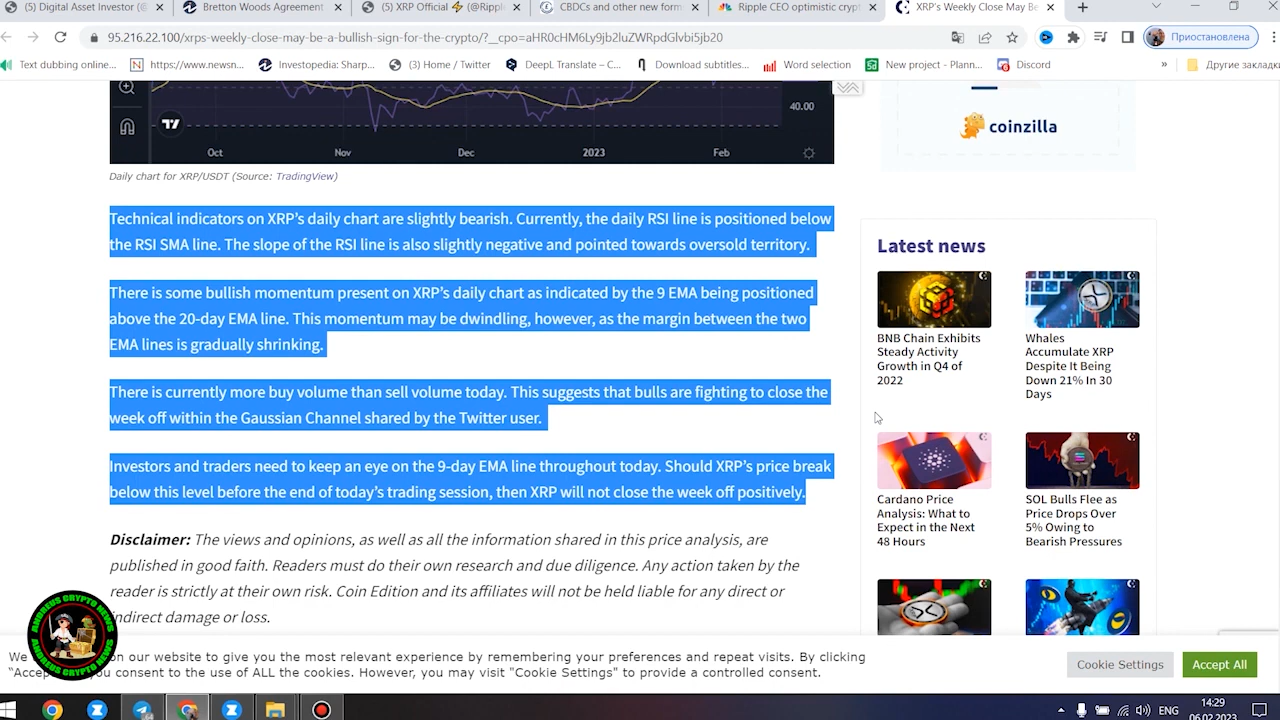 (5) Digital Asset Investor (@
Bretton Woods Agreement
(5) XRP Official ⚡ (@Rippl
CBDCs and other new form
Ripple CEO optimistic crypt
XRP's Weekly Close May Be
95.216.22.100/xrps-weekly-close-may-be-a-bullish-sign-for-the-crypto/?__cpo=aHR0cHM6Ly9jb2luZWRpdGlvbi5jb20
Приостановлена
Text dubbing online...
https://www.newsn...
Investopedia: Sharp...
(3) Home / Twitter
DeepL Translate – C...
Download subtitles...
Word selection
New project - Plann...
Discord
»
Другие закладки
40.00
Oct
Nov
Dec
2023
Feb
coinzilla
Daily chart for XRP/USDT (Source: TradingView)
Technical indicators on XRP's daily chart are slightly bearish. Currently, the daily RSI line is positioned below
the RSI SMA line. The slope of the RSI line is also slightly negative and pointed towards oversold territory.
There is some bullish momentum present on XRP's daily chart as indicated by the 9 EMA being positioned
above the 20-day EMA line. This momentum may be dwindling, however, as the margin between the two
EMA lines is gradually shrinking.
There is currently more buy volume than sell volume today. This suggests that bulls are fighting to close the
week off within the Gaussian Channel shared by the Twitter user.
Investors and traders need to keep an eye on the 9-day EMA line throughout today. Should XRP's price break
below this level before the end of today's trading session, then XRP will not close the week off positively.
Disclaimer: The views and opinions, as well as all the information shared in this price analysis, are
published in good faith. Readers must do their own research and due diligence. Any action taken by the
reader is strictly at their own risk. Coin Edition and its affiliates will not be held liable for any direct or
indirect damage or loss.
Latest news
BNB Chain Exhibits
Steady Activity
Growth in Q4 of
2022
Whales
Accumulate XRP
Despite It Being
Down 21% In 30
Days
Cardano Price
Analysis: What to
Expect in the Next
48 Hours
SOL Bulls Flee as
Price Drops Over
5% Owing to
Bearish Pressures
ANDREUS CRYPTO NEWS
ANDREUS CRYPTO NEWS
We on our website to give you the most relevant experience by remembering your preferences and repeat visits. By clicking
"Accep you consent to the use of ALL the cookies. However, you may visit "Cookie Settings" to provide a controlled consent.
Cookie Settings
Accept All
ENG
14:29
06.02.2023